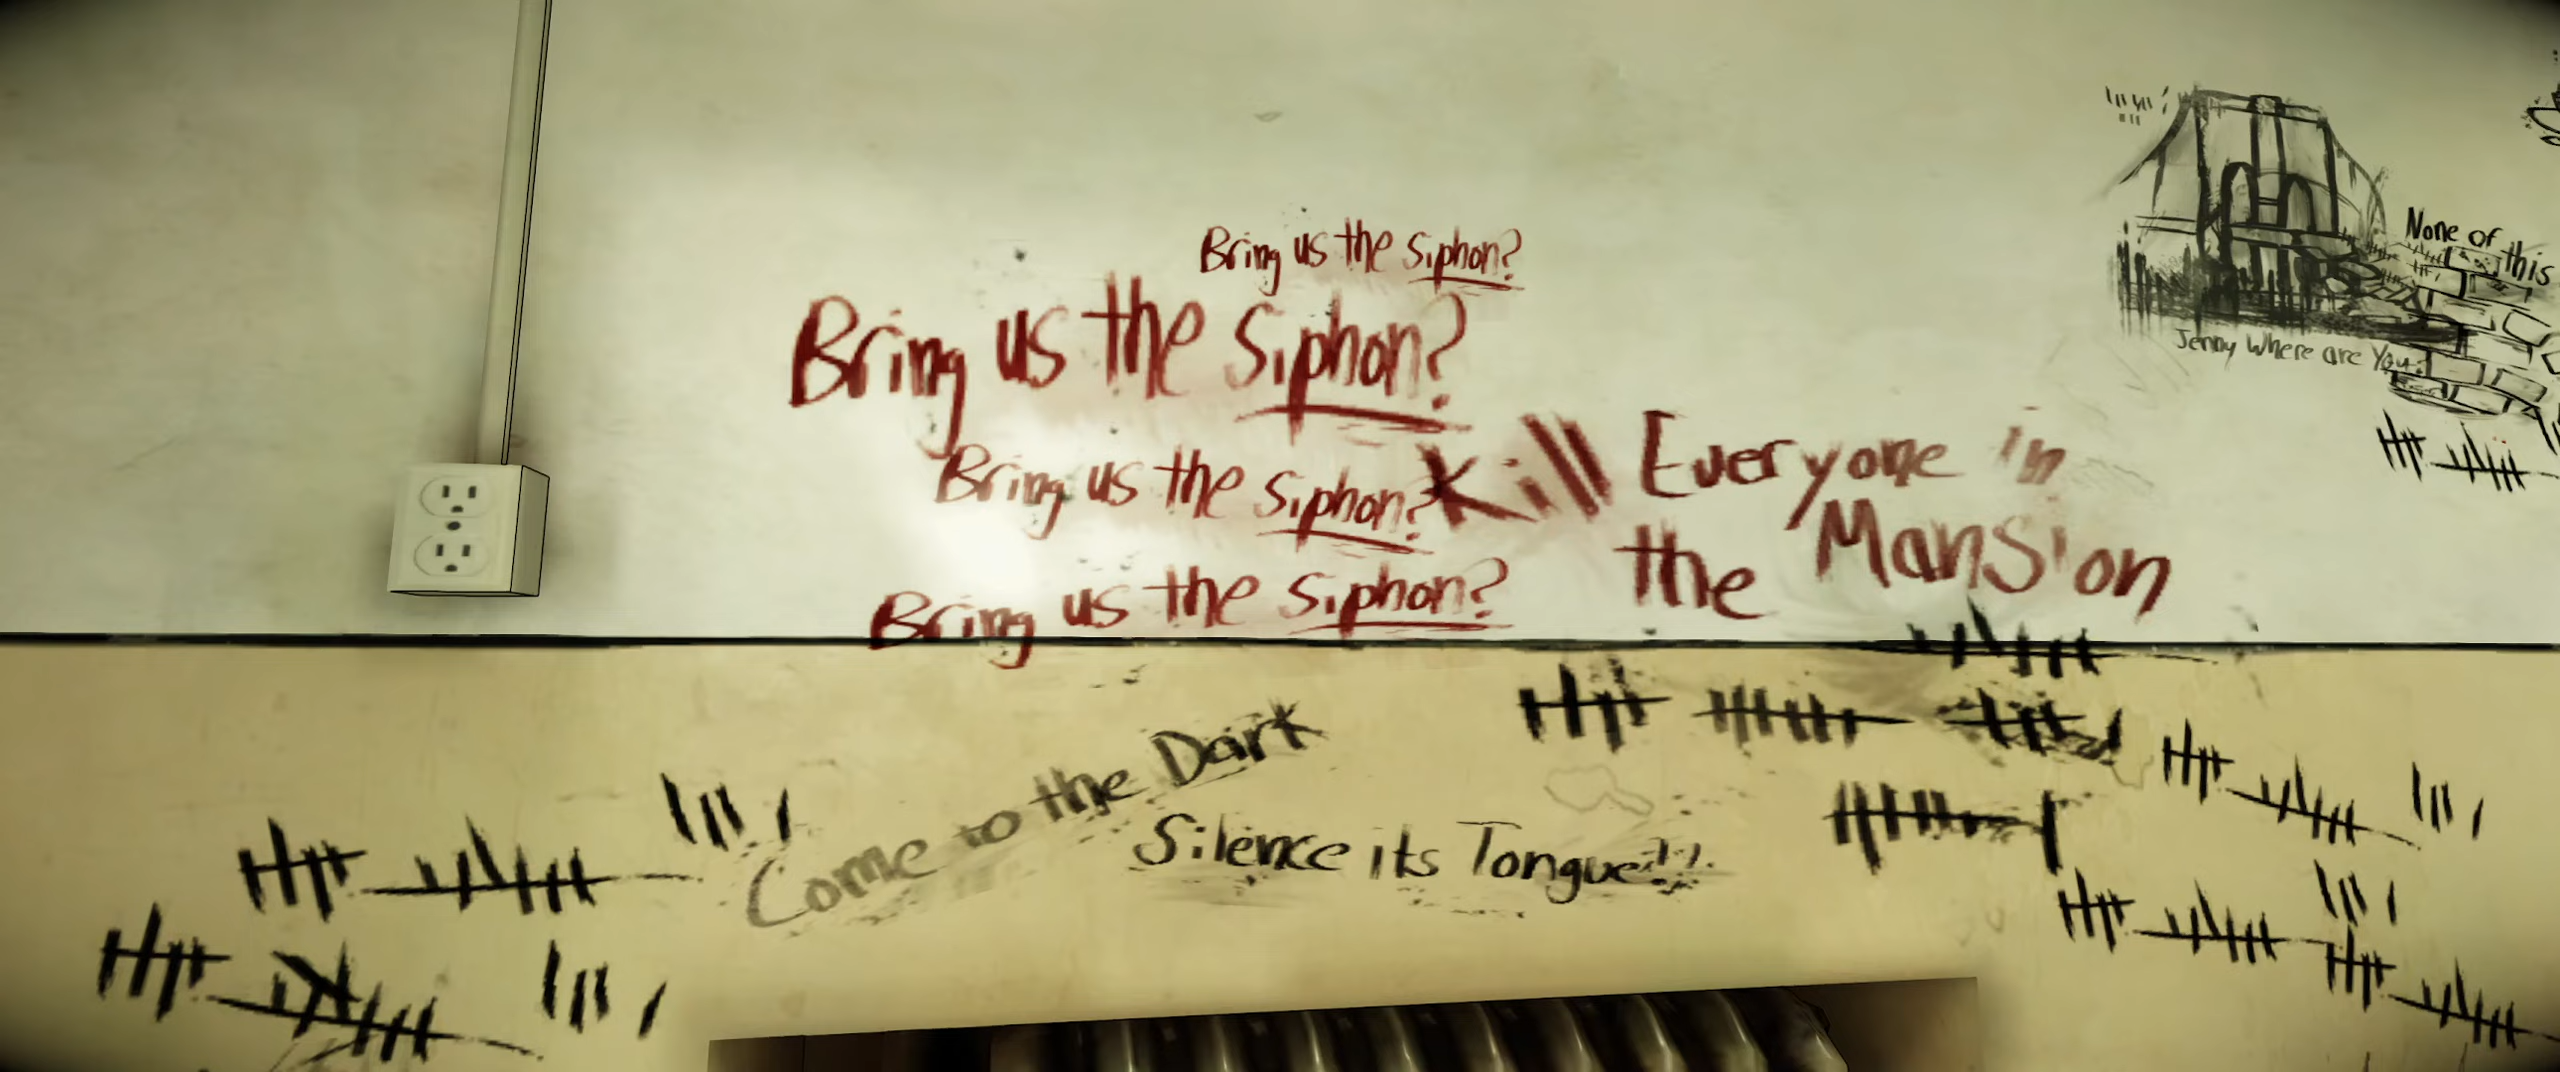 Bring us the Siphon?
Bring us the Siphon?
Bring us the Siphon?
Bring us the Siphon?
Kill Everyone in
the Mansion
None of this
Jenny Where are You?
Come to the Dark
Silence its Tongue!!